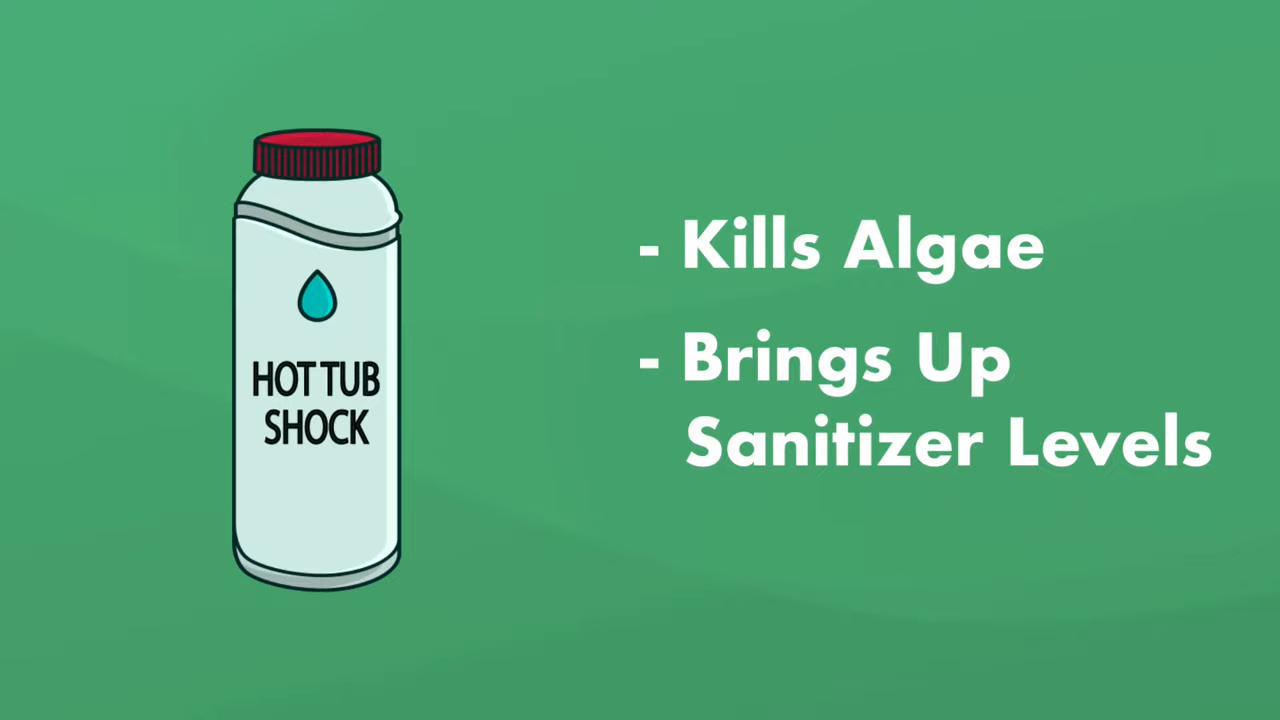 HOT TUB
SHOCK
- Kills Algae
- Brings Up
Sanitizer Levels